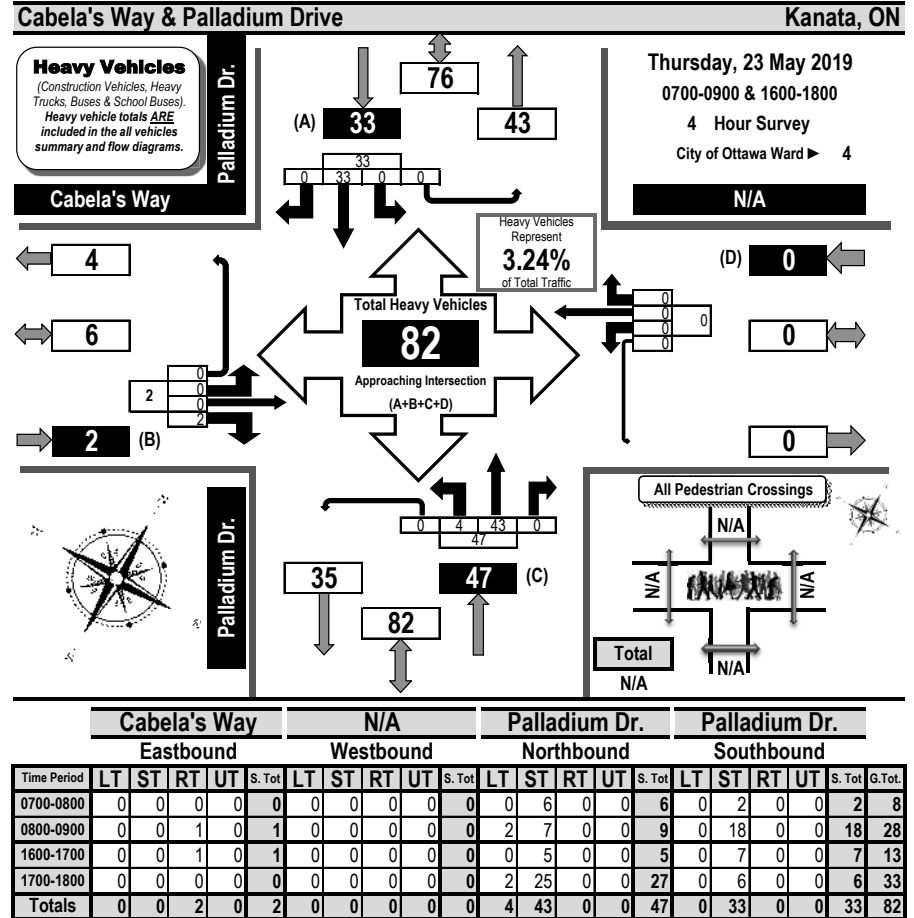 Cabela's Way & Palladium Drive Kanata, ON
Heavy Vehicles
(Construction Vehicles, Heavy
Trucks, Buses & School Buses).
Heavy vehicle totals ARE
included in the all vehicles
summary and flow diagrams.
Palladium Dr.
Cabela's Way
76
(A) 33
43
33
0 33 0 0
Thursday, 23 May 2019
0700-0900 & 1600-1800
4 Hour Survey
City of Ottawa Ward ► 4
N/A
Heavy Vehicles
Represent
3.24%
of Total Traffic
4
6
2
0
0
0
2
2 (B)
Total Heavy Vehicles
82
Approaching Intersection
(A+B+C+D)
(D) 0
0
0
0
0
0
0
0
Palladium Dr.
0 4 43 0
47
35
47 (C)
82
All Pedestrian Crossings
N/A
N/A
N/A
N/A
Total
N/A
Cabela's Way N/A Palladium Dr. Palladium Dr.
Eastbound Westbound Northbound Southbound
Time Period LT ST RT UT S. Tot LT ST RT UT S. Tot LT ST RT UT S. Tot LT ST RT UT S. Tot G.Tot.
0700-0800 0 0 0 0 0 0 0 0 0 0 0 6 0 0 6 0 2 0 0 2 8
0800-0900 0 0 1 0 1 0 0 0 0 0 2 7 0 0 9 0 18 0 0 18 28
1600-1700 0 0 1 0 1 0 0 0 0 0 0 5 0 0 5 0 7 0 0 7 13
1700-1800 0 0 0 0 0 0 0 0 0 0 2 25 0 0 27 0 6 0 0 6 33
Totals 0 0 2 0 2 0 0 0 0 0 4 43 0 0 47 0 33 0 0 33 82